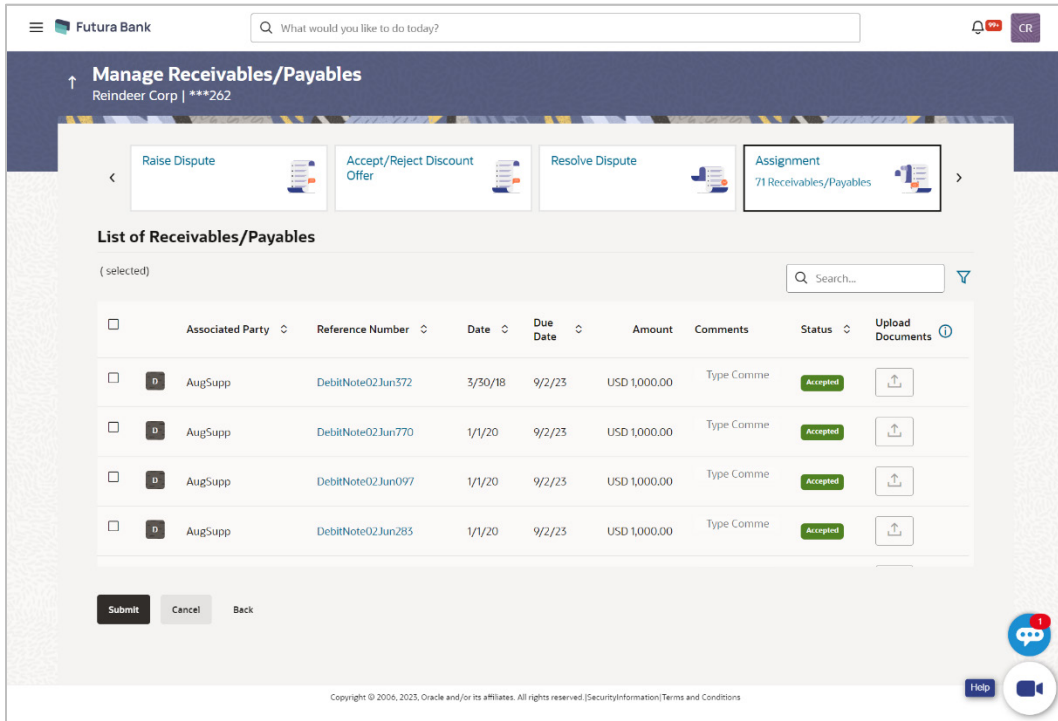 Futura Bank
What would you like to do today?
99+
CR
Manage Receivables/Payables
Reindeer Corp | ***262
Raise Dispute
Accept/Reject Discount
Offer
Resolve Dispute
Assignment
71 Receivables/Payables
List of Receivables/Payables
( selected)
Search...
Associated Party Reference Number Date Due Date Amount Comments Status Upload Documents
D AugSupp DebitNote02Jun372 3/30/18 9/2/23 USD 1,000.00 Type Comme Accepted
D AugSupp DebitNote02Jun770 1/1/20 9/2/23 USD 1,000.00 Type Comme Accepted
D AugSupp DebitNote02Jun097 1/1/20 9/2/23 USD 1,000.00 Type Comme Accepted
D AugSupp DebitNote02Jun283 1/1/20 9/2/23 USD 1,000.00 Type Comme Accepted
Submit Cancel Back
1
Help
Copyright © 2006, 2023, Oracle and/or its affiliates. All rights reserved.|SecurityInformation|Terms and Conditions